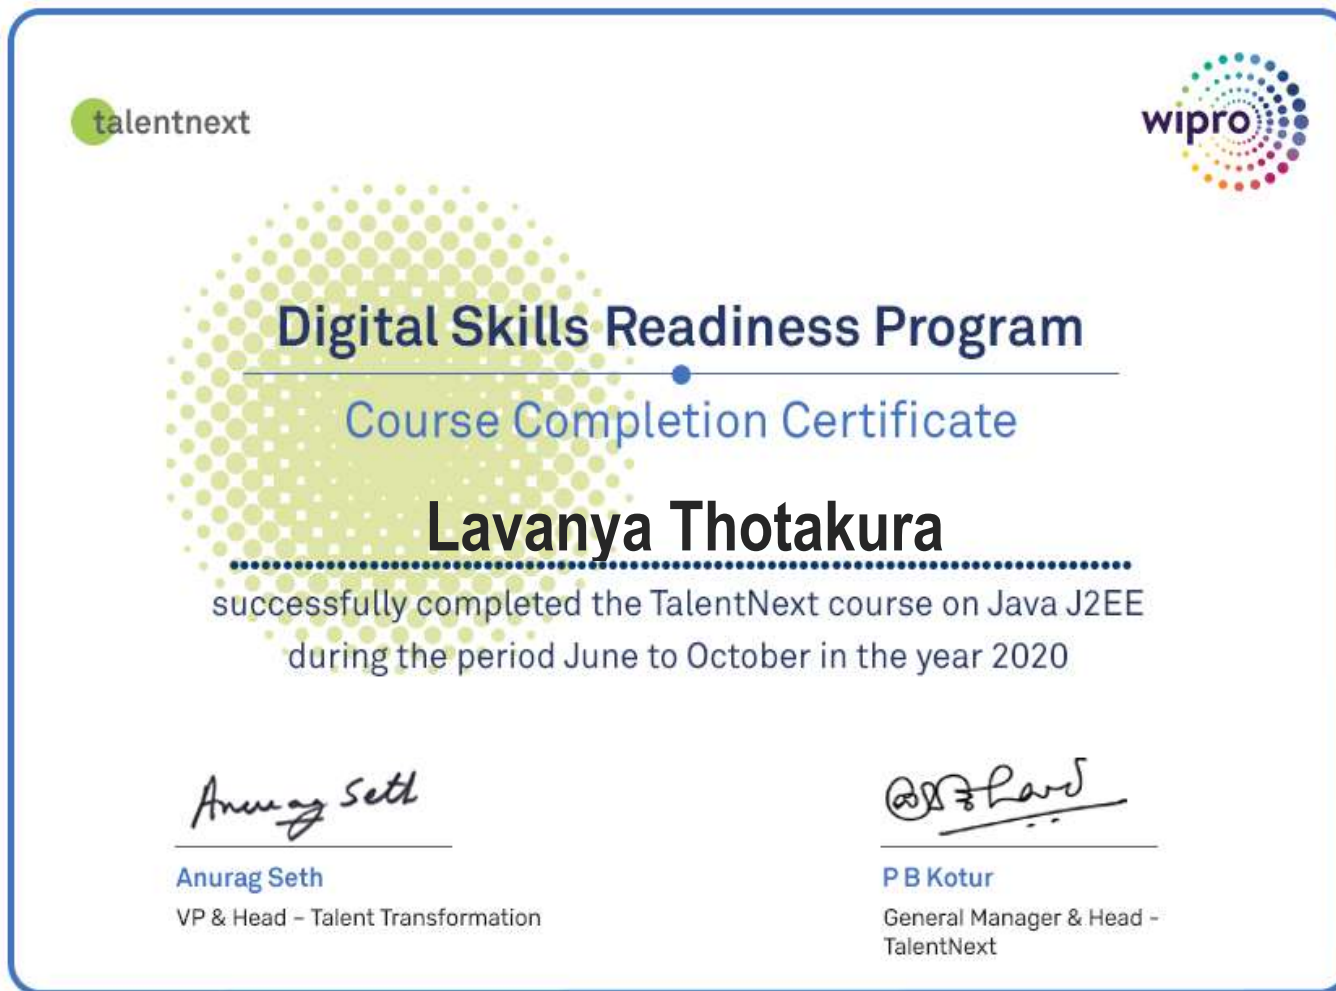 talentnext
wipro
Digital Skills Readiness Program
Course Completion Certificate
Lavanya Thotakura
successfully completed the TalentNext course on Java J2EE
during the period June to October in the year 2020
Anurag Seth
Anurag Seth
VP & Head – Talent Transformation
P B Kotur
General Manager & Head -
TalentNext